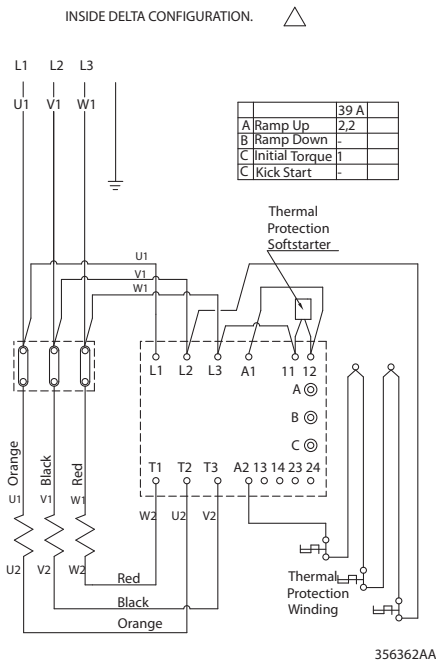 INSIDE DELTA CONFIGURATION.
L1 L2 L3
U1 V1 W1
39 A
A Ramp Up 2,2
B Ramp Down -
C Initial Torque 1
C Kick Start -
Thermal
Protection
Softstarter
U1
V1
W1
L1 L2 L3 A1 11 12
A
B
C
T1 T2 T3 A2 13 14 23 24
Orange
Black
Red
U1 V1 W1
W2 U2 V2
U2 V2 W2
Red
Black
Orange
Thermal
Protection
Winding
356362AA